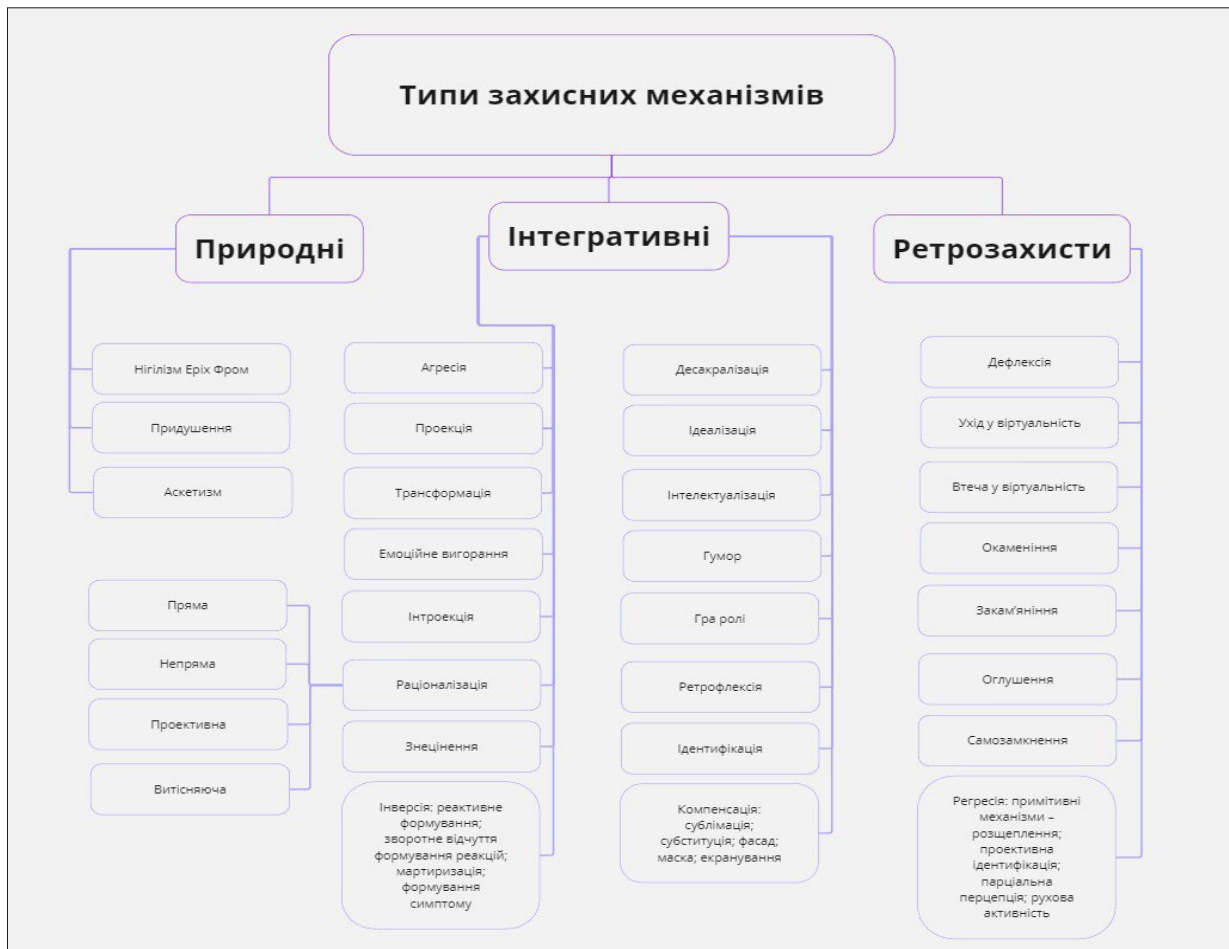 Типи захисних механізмів
Природні
Інтегративні
Ретрозахисти
Нігілізм Еріх Фром
Придушення
Аскетизм
Пряма
Непряма
Проективна
Витісняюча
Агресія
Проекція
Трансформація
Емоційне вигорання
Інтроекція
Раціоналізація
Знецінення
Інверсія: реактивне
формування;
зворотне відчуття
формування реакцій;
мартиризація;
формування
симптому
Десакралізація
Ідеалізація
Інтелектуалізація
Гумор
Гра ролі
Ретрофлексія
Ідентифікація
Компенсація:
сублімація;
субституція; фасад;
маска; екранування
Дефлексія
Ухід у віртуальність
Втеча у віртуальність
Окаменіння
Закам'яніння
Оглушення
Самозамкнення
Регресія: примітивні
механізми –
розщеплення;
проективна
ідентифікація;
парціальна
перцепція; рухова
активність